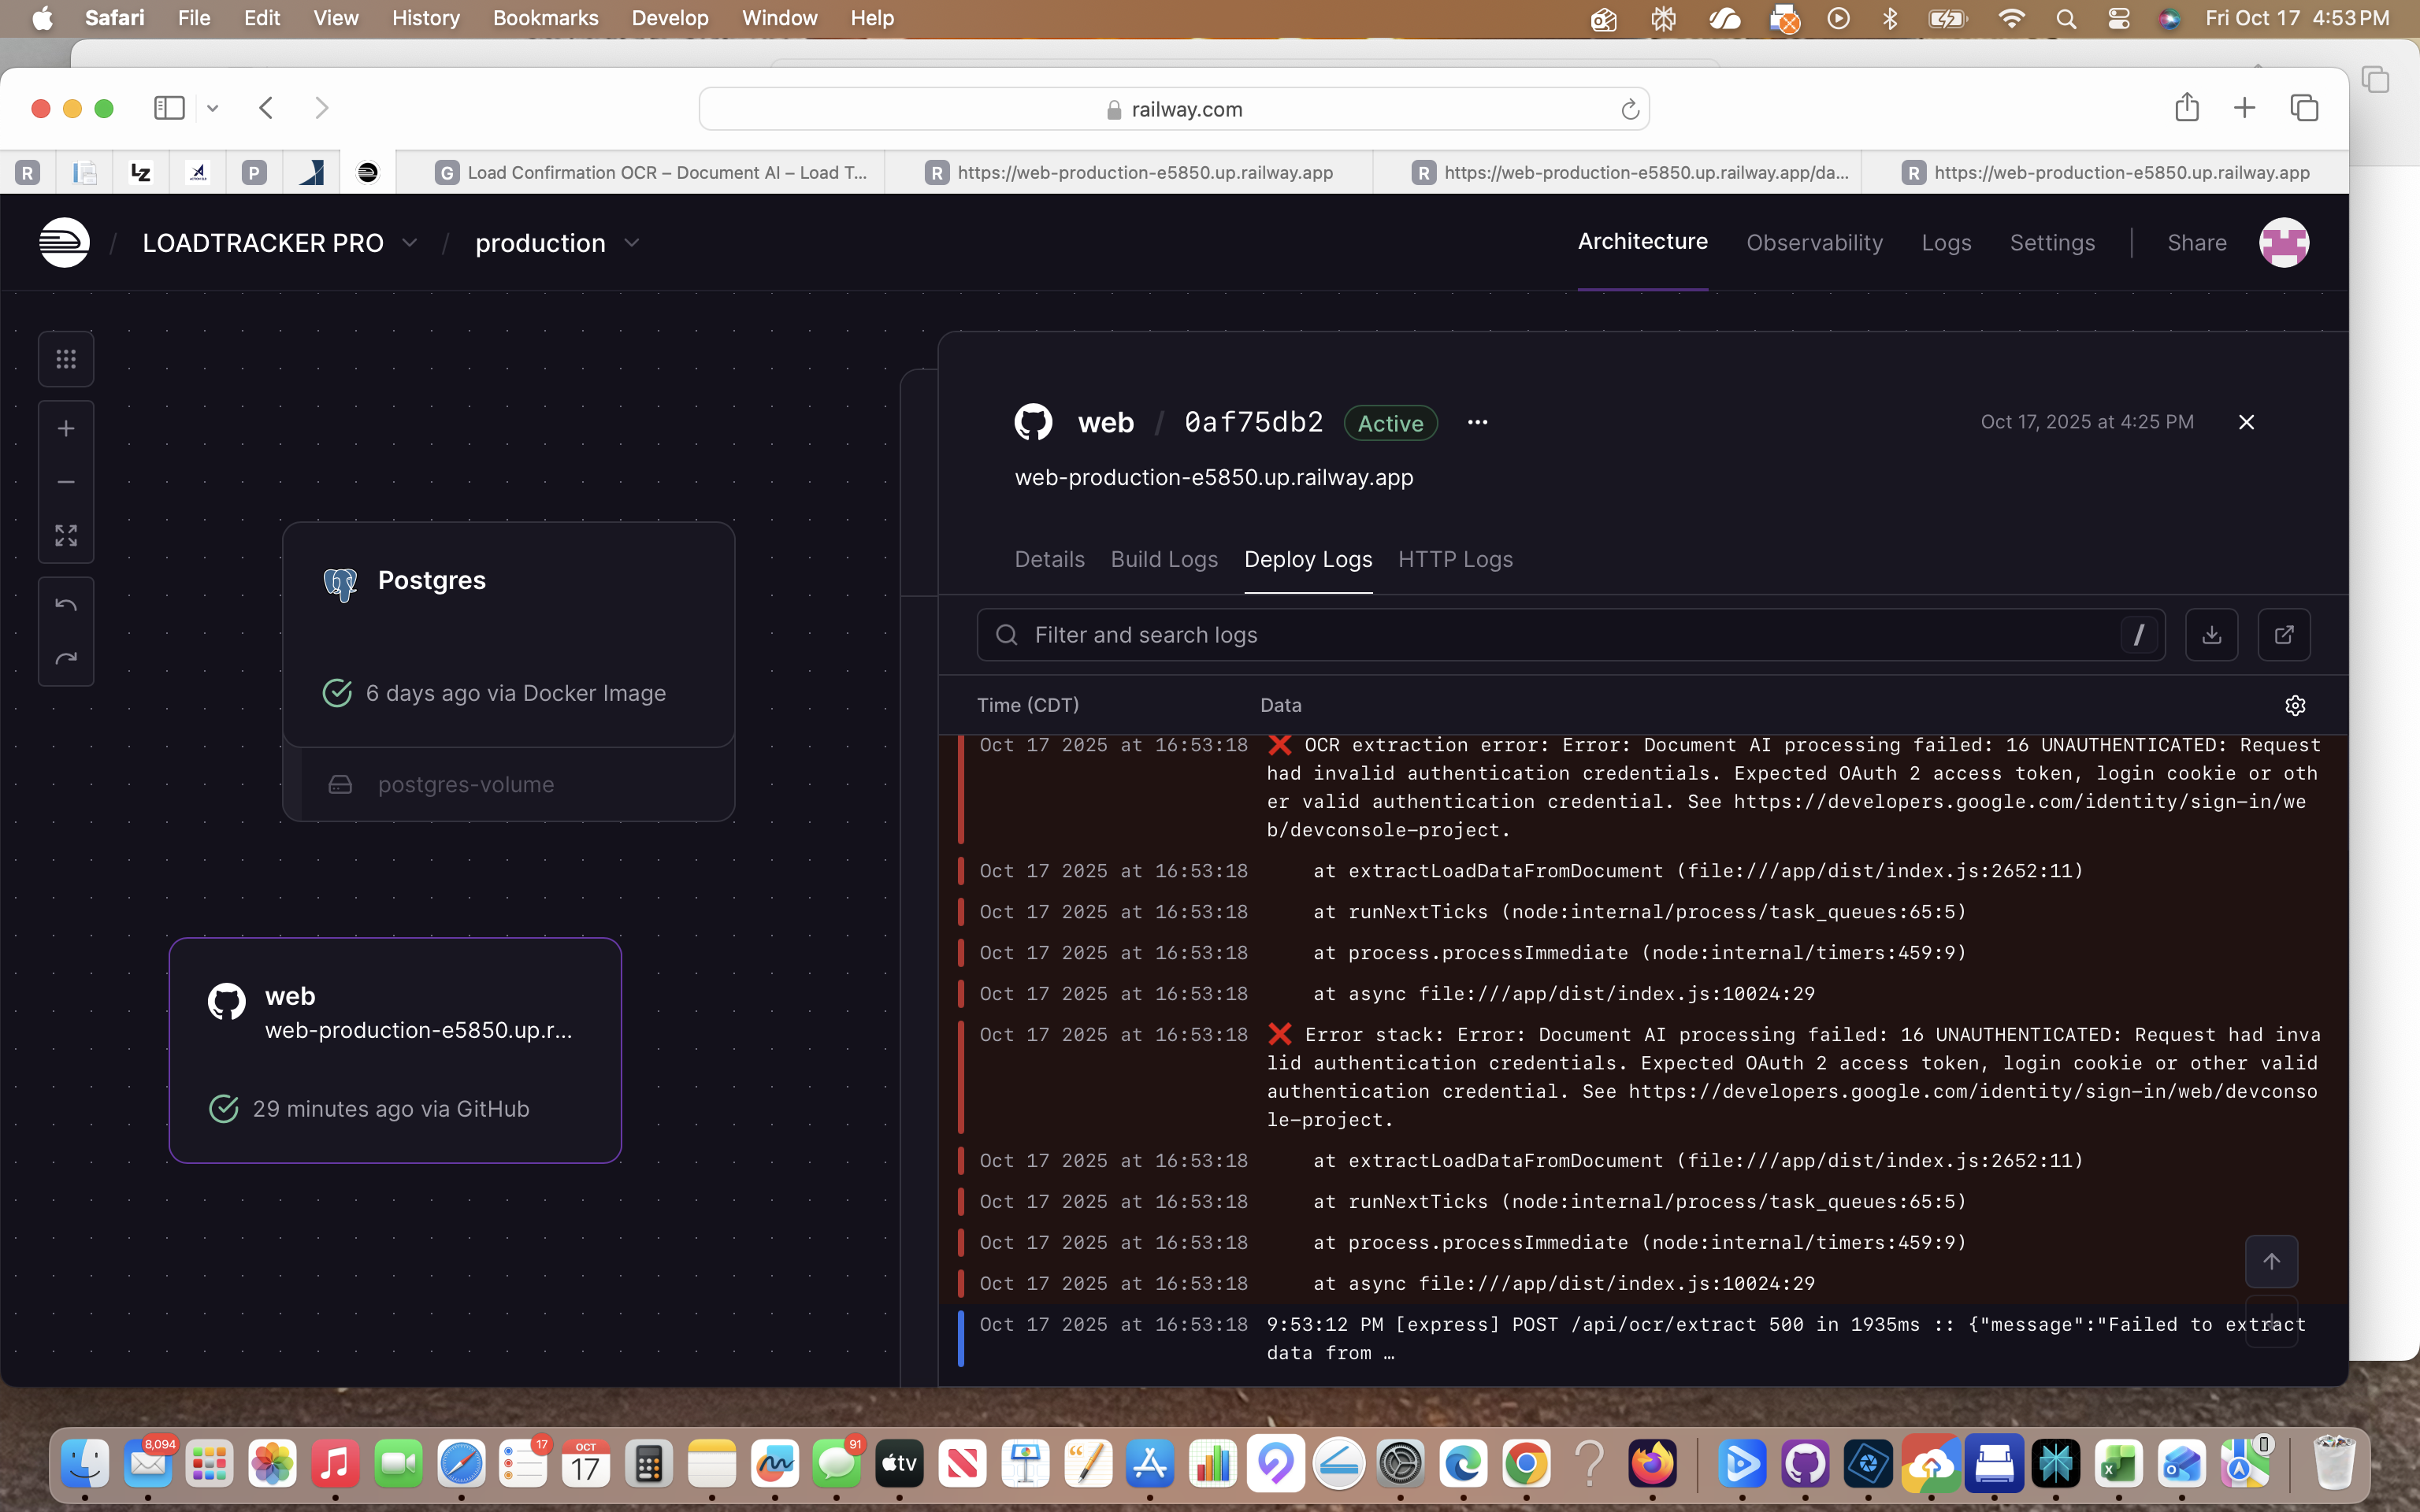 Safari File Edit View History Bookmarks Develop Window Help Fri Oct 17 4:53 PM
railway.com
R LZ P G Load Confirmation OCR – Document AI – Load T... R https://web-production-e5850.up.railway.app R https://web-production-e5850.up.railway.app/da... R https://web-production-e5850.up.railway.app
/ LOADTRACKER PRO / production Architecture Observability Logs Settings | Share
web / 0af75db2 Active ... Oct 17, 2025 at 4:25 PM
web-production-e5850.up.railway.app
Details Build Logs Deploy Logs HTTP Logs
Filter and search logs /
Time (CDT) Data
Oct 17 2025 at 16:53:18 ❌ OCR extraction error: Error: Document AI processing failed: 16 UNAUTHENTICATED: Request
had invalid authentication credentials. Expected OAuth 2 access token, login cookie or oth
er valid authentication credential. See https://developers.google.com/identity/sign-in/we
b/devconsole-project.
Oct 17 2025 at 16:53:18 at extractLoadDataFromDocument (file:///app/dist/index.js:2652:11)
Oct 17 2025 at 16:53:18 at runNextTicks (node:internal/process/task_queues:65:5)
Oct 17 2025 at 16:53:18 at process.processImmediate (node:internal/timers:459:9)
Oct 17 2025 at 16:53:18 at async file:///app/dist/index.js:10024:29
Oct 17 2025 at 16:53:18 ❌ Error stack: Error: Document AI processing failed: 16 UNAUTHENTICATED: Request had inva
lid authentication credentials. Expected OAuth 2 access token, login cookie or other valid
authentication credential. See https://developers.google.com/identity/sign-in/web/devconso
le-project.
Oct 17 2025 at 16:53:18 at extractLoadDataFromDocument (file:///app/dist/index.js:2652:11)
Oct 17 2025 at 16:53:18 at runNextTicks (node:internal/process/task_queues:65:5)
Oct 17 2025 at 16:53:18 at process.processImmediate (node:internal/timers:459:9)
Oct 17 2025 at 16:53:18 at async file:///app/dist/index.js:10024:29
Oct 17 2025 at 16:53:18 9:53:12 PM [express] POST /api/ocr/extract 500 in 1935ms :: {"message":"Failed to extract
data from …
Postgres
6 days ago via Docker Image
postgres-volume
web
web-production-e5850.up.r...
29 minutes ago via GitHub
8,094 17 OCT 17 91 tv